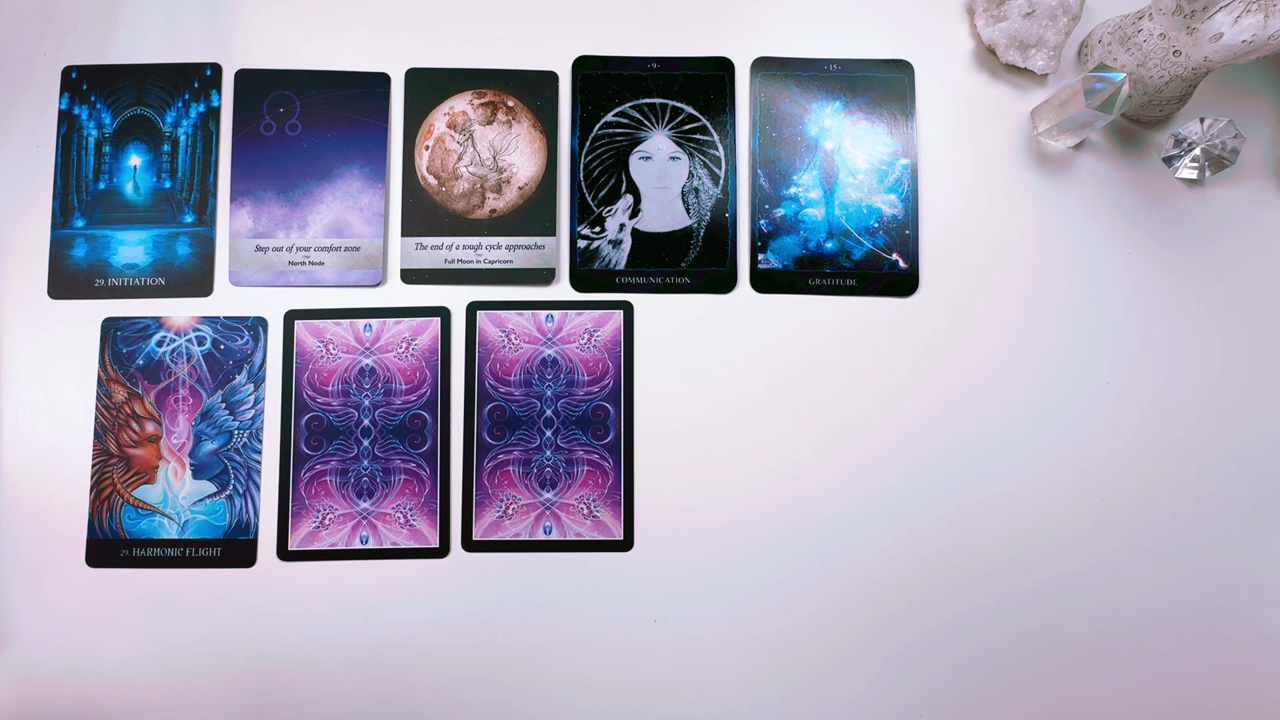 29. INITIATION
Step out of your comfort zone
North Node
The end of a tough cycle approaches
Full Moon in Capricorn
• 9 •
COMMUNICATION
• 15 •
GRATITUDE
29. HARMONIC FLIGHT